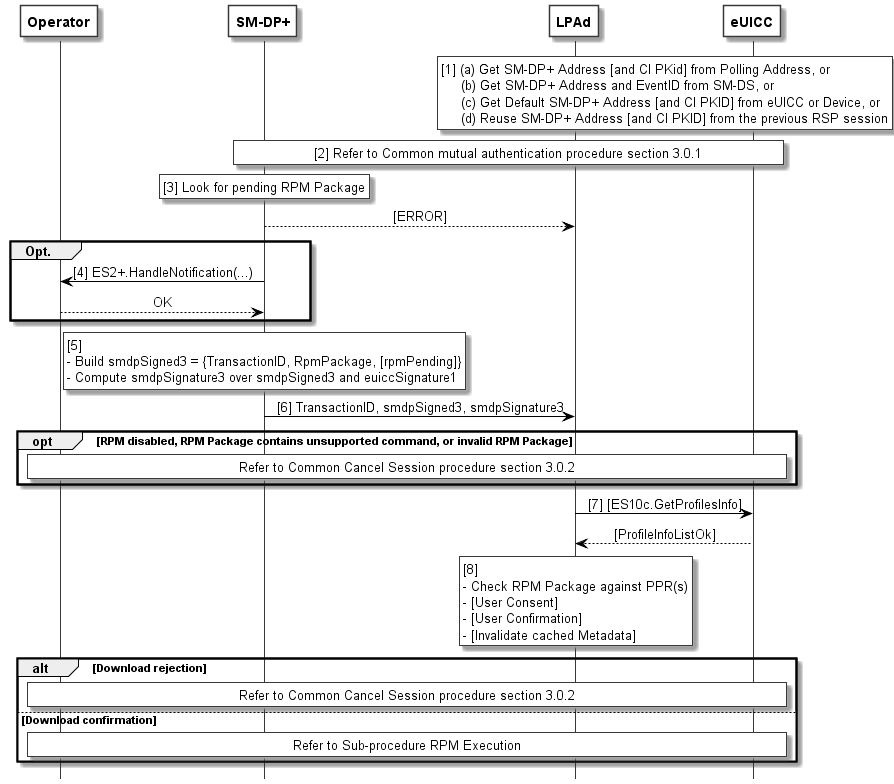 Operator
SM-DP+
LPAd
eUICC
[1] (a) Get SM-DP+ Address [and CI PKid] from Polling Address, or
(b) Get SM-DP+ Address and EventID from SM-DS, or
(c) Get Default SM-DP+ Address [and CI PKID] from eUICC or Device, or
(d) Reuse SM-DP+ Address [and CI PKID] from the previous RSP session
[2] Refer to Common mutual authentication procedure section 3.0.1
[3] Look for pending RPM Package
[ERROR]
Opt.
[4] ES2+.HandleNotification(...)
OK
[5]
- Build smdpSigned3 = {TransactionID, RpmPackage, [rpmPending]}
- Compute smdpSignature3 over smdpSigned3 and euiccSignature1
[6] TransactionID, smdpSigned3, smdpSignature3
opt [RPM disabled, RPM Package contains unsupported command, or invalid RPM Package]
Refer to Common Cancel Session procedure section 3.0.2
[7] [ES10c.GetProfilesInfo]
[ProfileInfoListOk]
[8]
- Check RPM Package against PPR(s)
- [User Consent]
- [User Confirmation]
- [Invalidate cached Metadata]
alt [Download rejection]
Refer to Common Cancel Session procedure section 3.0.2
[Download confirmation]
Refer to Sub-procedure RPM Execution